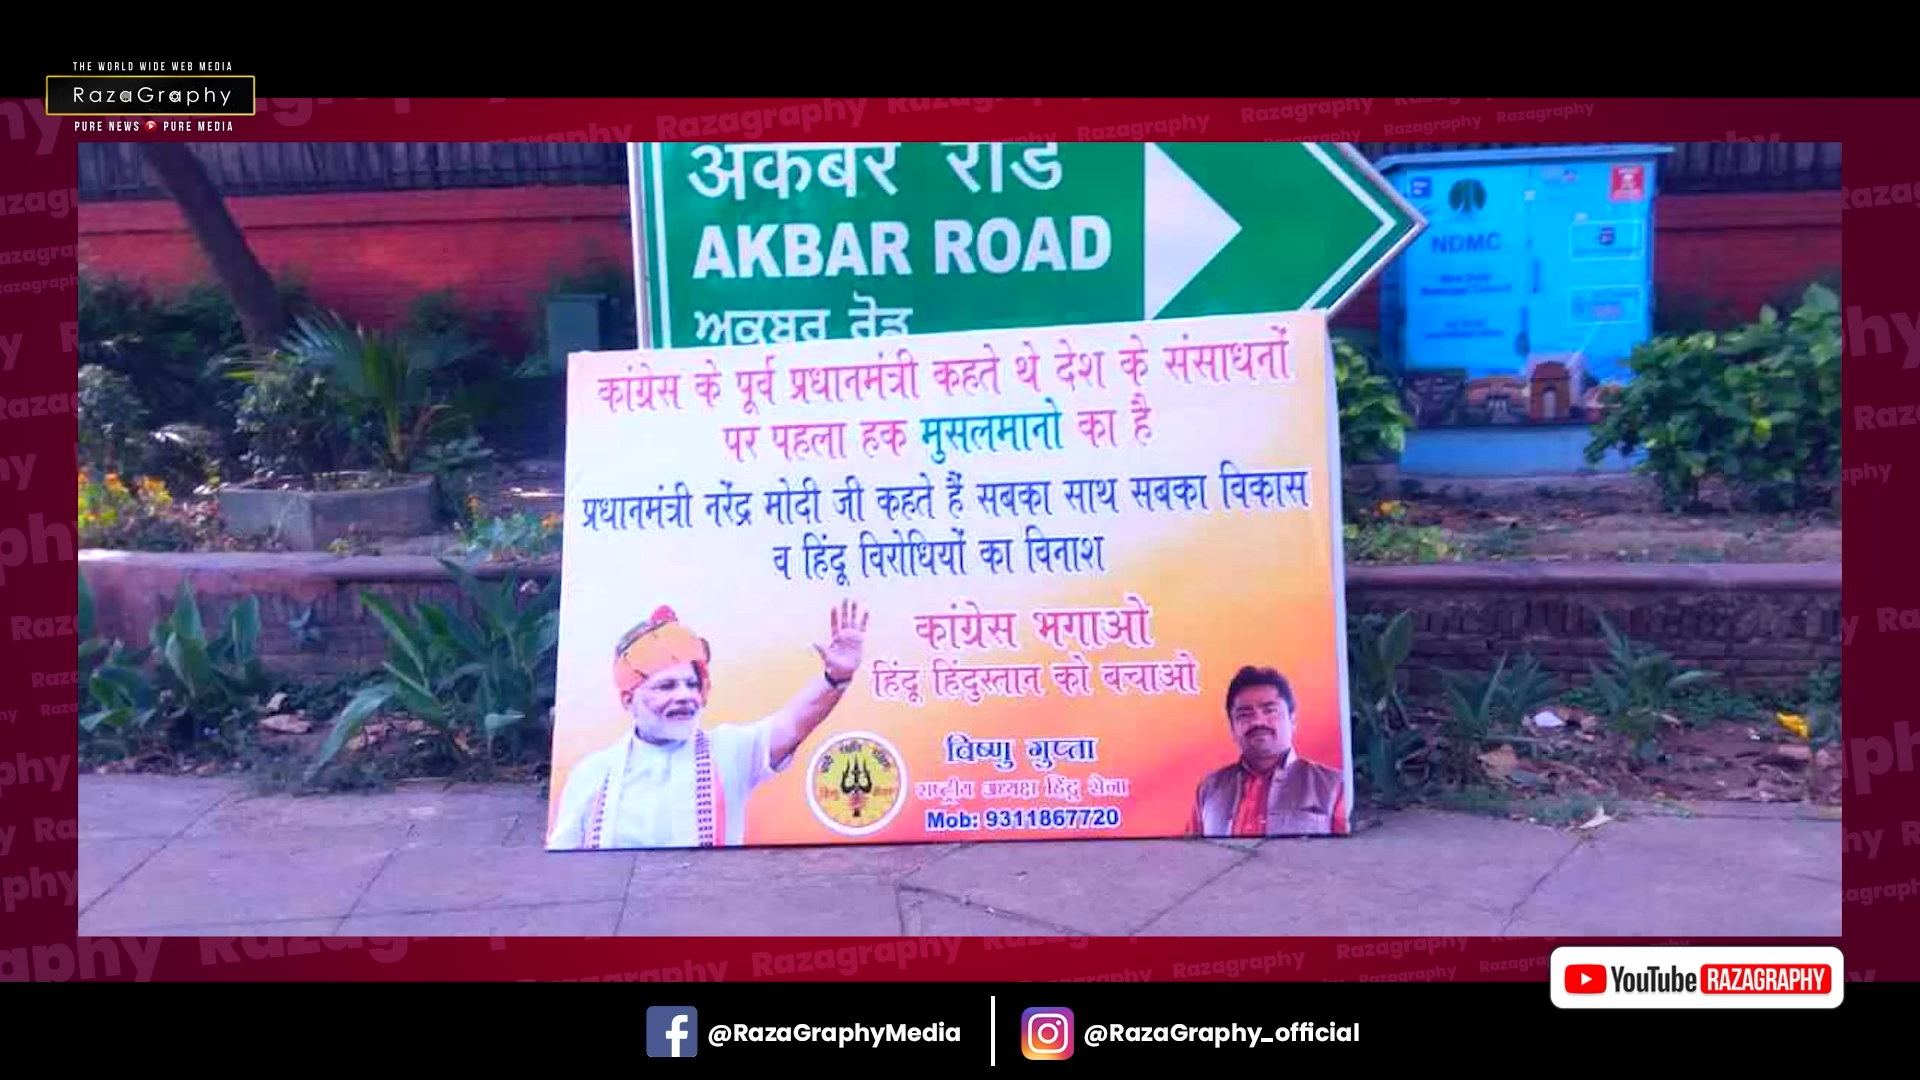 THE WORLD WIDE WEB MEDIA
RazaGraphy
PURE NEWS PURE MEDIA
अकबर रोड
AKBAR ROAD
ਅਕਬਰ ਰੋਡ
NDMC
कांग्रेस के पूर्व प्रधानमंत्री कहते थे देश के संसाधनों
पर पहला हक मुसलमानो का है
प्रधानमंत्री नरेंद्र मोदी जी कहते हैं सबका साथ सबका विकास
व हिंदू विरोधियों का विनाश
कांग्रेस भगाओ
हिंदू हिंदुस्तान को बचाओ
विष्णु गुप्ता
राष्ट्रीय अध्यक्ष हिंदू सेना
Mob: 9311867720
YouTube RAZAGRAPHY
@RazaGraphyMedia
@RazaGraphy_official